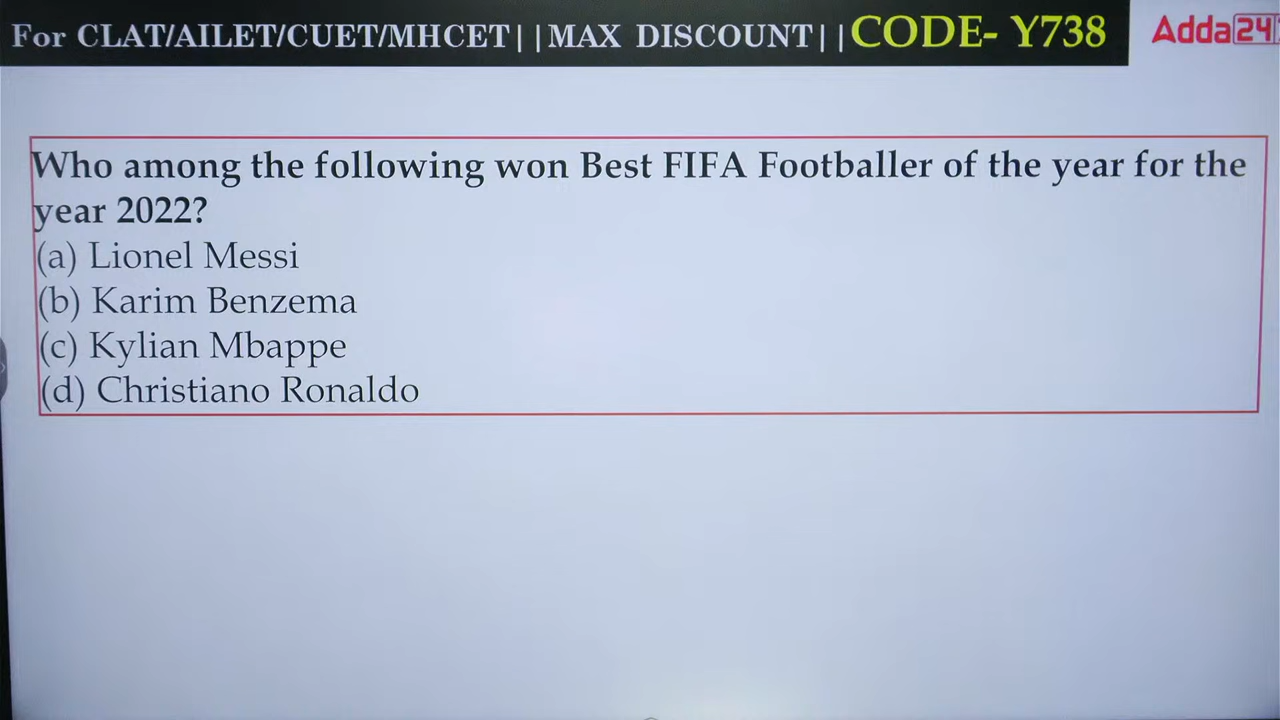 For CLAT/AILET/CUET/MHCET||MAX DISCOUNT||CODE- Y738
Adda24
Who among the following won Best FIFA Footballer of the year for the
year 2022?
(a) Lionel Messi
(b) Karim Benzema
(c) Kylian Mbappe
(d) Christiano Ronaldo